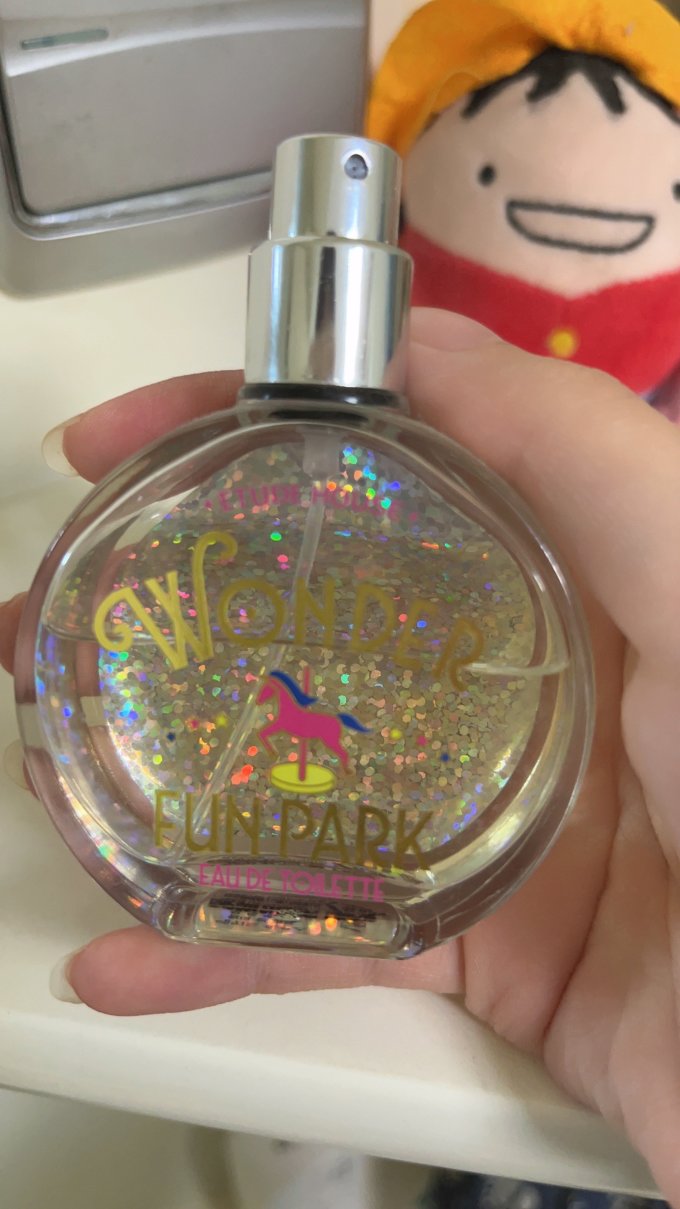 • ETUDE HOUSE •
WONDER
FUN PARK
EAU DE TOILETTE